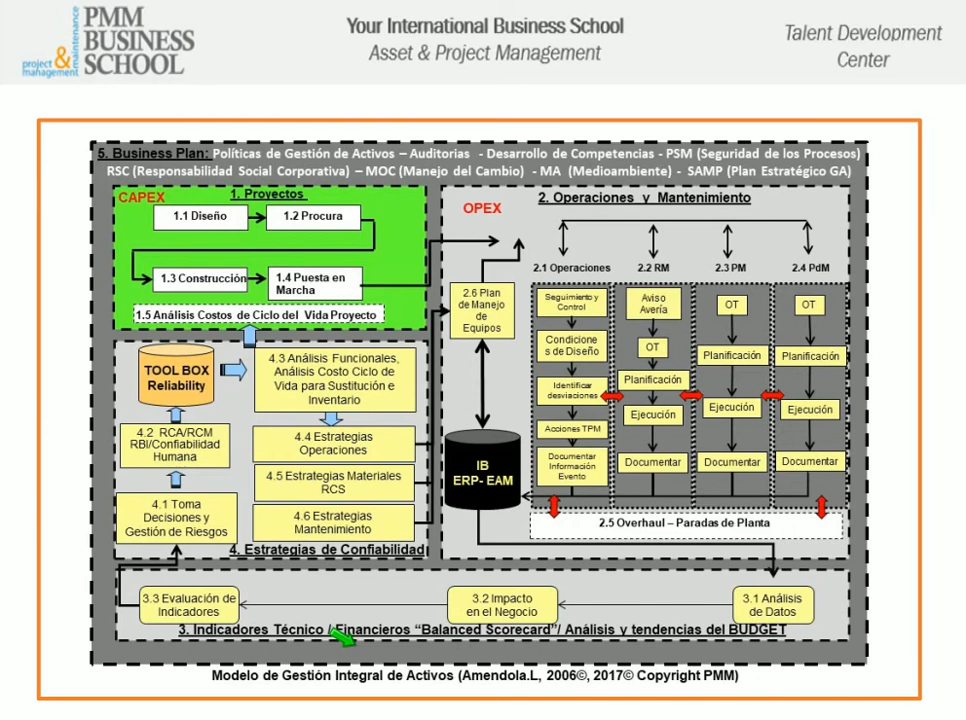 PMM
BUSINESS
SCHOOL
project & management
maintenance
Your International Business School
Asset & Project Management
Talent Development
Center
5. Business Plan: Políticas de Gestión de Activos – Auditorias - Desarrollo de Competencias - PSM (Seguridad de los Procesos)
RSC (Responsabilidad Social Corporativa) – MOC (Manejo del Cambio) - MA (Medioambiente) - SAMP (Plan Estratégico GA)
CAPEX
1. Proyectos
1.1 Diseño
1.2 Procura
1.3 Construcción
1.4 Puesta en
Marcha
1.5 Análisis Costos de Ciclo del Vida Proyecto
OPEX
2. Operaciones y Mantenimiento
2.1 Operaciones
2.2 RM
2.3 PM
2.4 PdM
2.6 Plan
de Manejo
de
Equipos
Seguimiento y
Control
Condicione
s de Diseño
Identificar
desviaciones
Acciones TPM
Documentar
Información
Evento
Aviso
Avería
OT
Planificación
Ejecución
Documentar
OT
Planificación
Ejecución
Documentar
OT
Planificación
Ejecución
Documentar
IB
ERP- EAM
2.5 Overhaul – Paradas de Planta
TOOL BOX
Reliability
4.3 Análisis Funcionales,
Análisis Costo Ciclo de
Vida para Sustitución e
Inventario
4.2 RCA/RCM
RBI/Confiabilidad
Humana
4.4 Estrategias
Operaciones
4.5 Estrategias Materiales
RCS
4.1 Toma
Decisiones y
Gestión de Riesgos
4.6 Estrategias
Mantenimiento
4. Estrategias de Confiabilidad
3.3 Evaluación de
Indicadores
3.2 Impacto
en el Negocio
3.1 Análisis
de Datos
3. Indicadores Técnico / Financieros “Balanced Scorecard”/ Análisis y tendencias del BUDGET
Modelo de Gestión Integral de Activos (Amendola.L, 2006©, 2017© Copyright PMM)